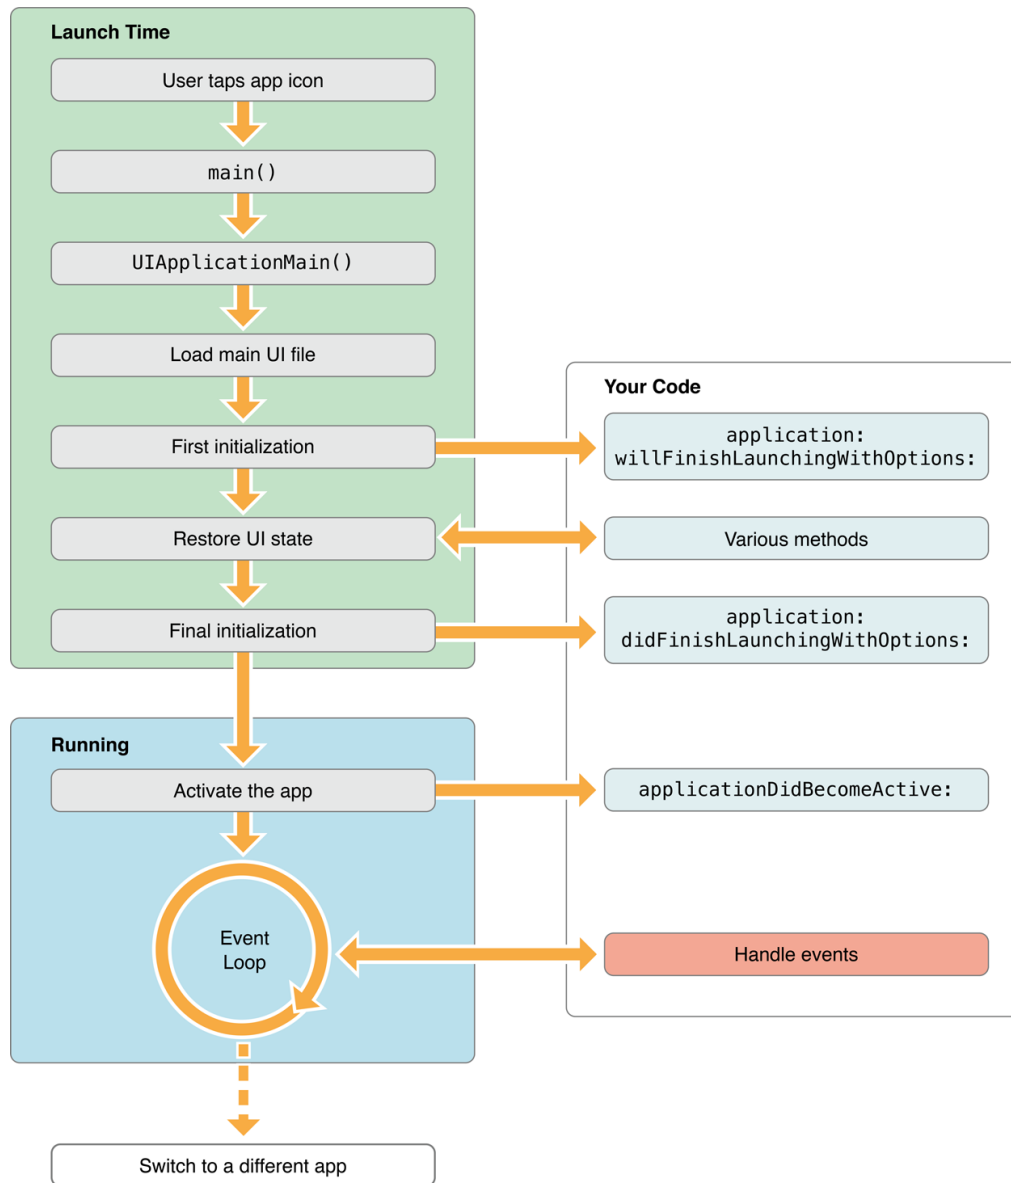 Launch Time
User taps app icon
main()
UIApplicationMain()
Load main UI file
First initialization
Restore UI state
Final initialization
Your Code
application:
willFinishLaunchingWithOptions:
Various methods
application:
didFinishLaunchingWithOptions:
Running
Activate the app
applicationDidBecomeActive:
Event
Loop
Handle events
Switch to a different app